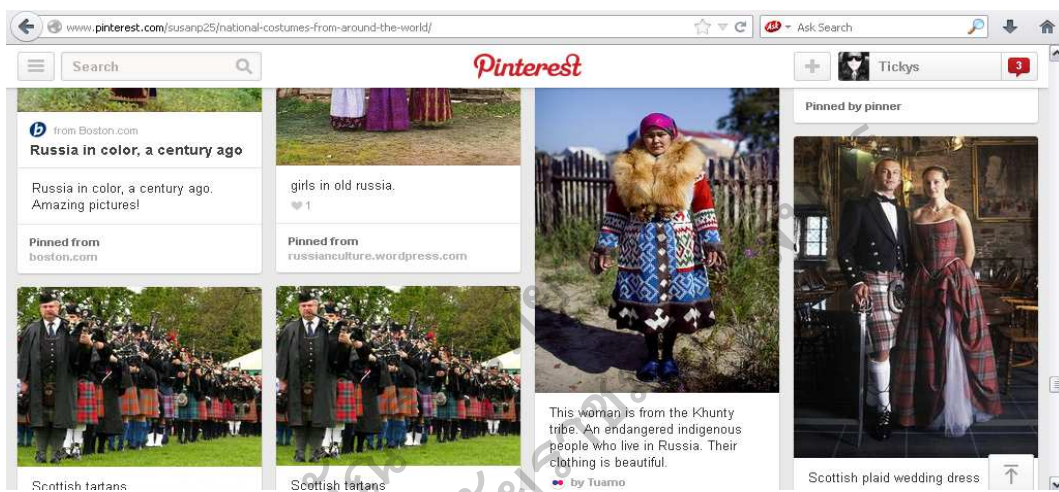 www.pinterest.com/susanp25/national-costumes-from-around-the-world/
Ask Search
Search
Pinterest
Tickys
3
from Boston.com
Russia in color, a century ago
Russia in color, a century ago.
Amazing pictures!
Pinned from
boston.com
Scottish tartans
girls in old russia.
1
Pinned from
russianculture.wordpress.com
Scottish tartans
This woman is from the Khunty
tribe. An endangered indigenous
people who live in Russia. Their
clothing is beautiful.
by Tuamo
Pinned by pinner
Scottish plaid wedding dress